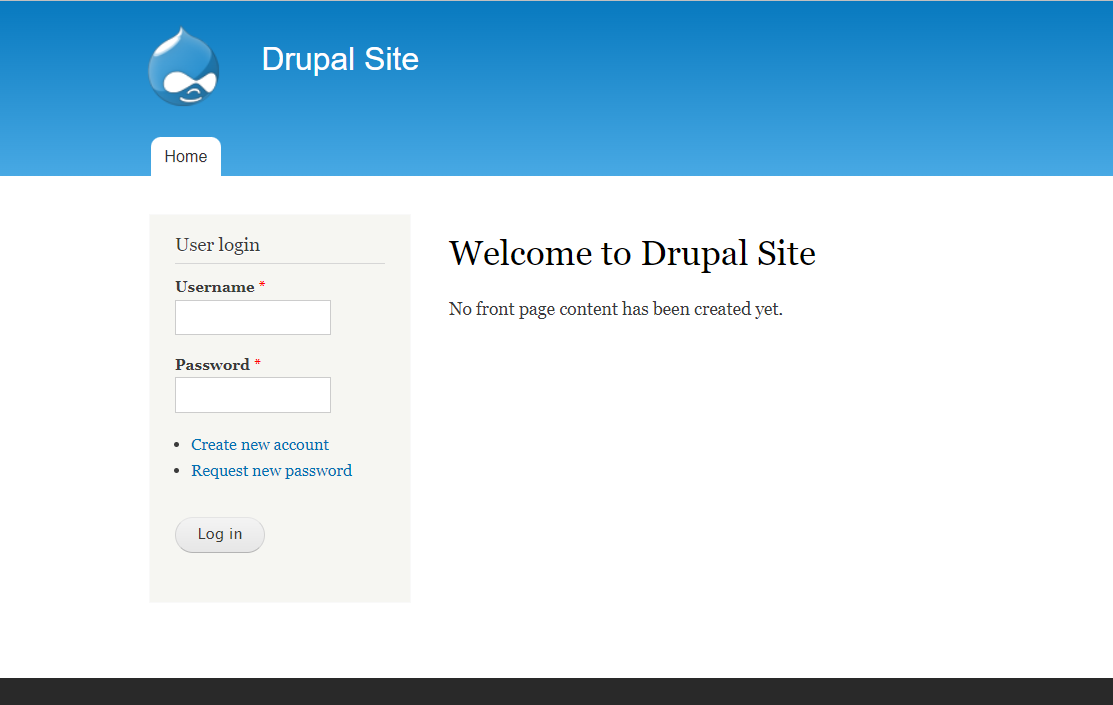 Drupal Site
Home
User login
Username *
Password *
Create new account
Request new password
Log in
Welcome to Drupal Site
No front page content has been created yet.